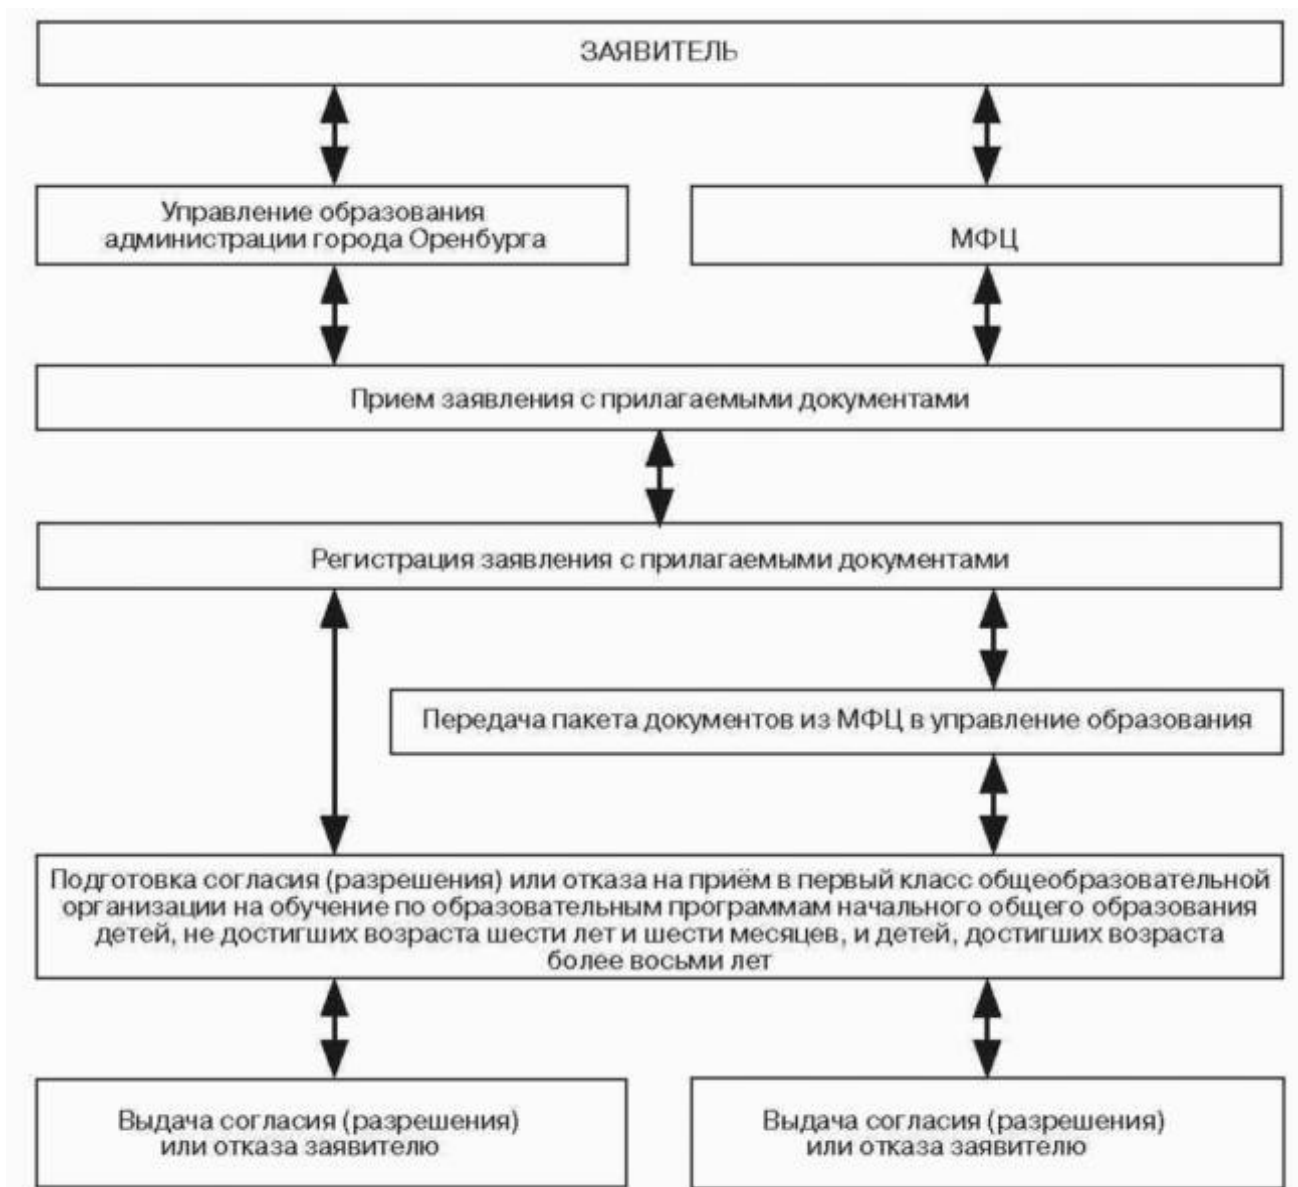 ЗАЯВИТЕЛЬ
Управление образования
администрации города Оренбурга
МФЦ
Прием заявления с прилагаемыми документами
Регистрация заявления с прилагаемыми документами
Передача пакета документов из МФЦ в управление образования
Подготовка согласия (разрешения) или отказа на приём в первый класс общеобразовательной
организации на обучение по образовательным программам начального общего образования
детей, не достигших возраста шести лет и шести месяцев, и детей, достигших возраста
более восьми лет
Выдача согласия (разрешения)
или отказа заявителю
Выдача согласия (разрешения)
или отказа заявителю